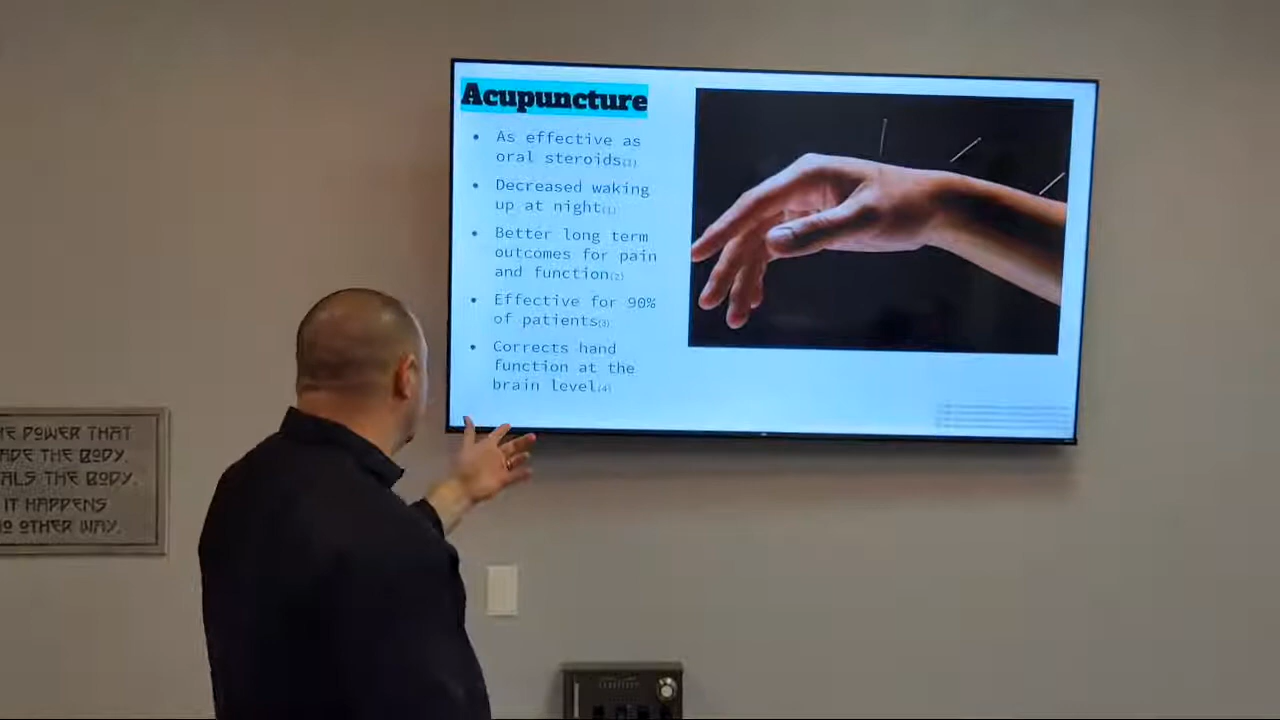 Acupuncture
• As effective as
oral steroids(1)
• Decreased waking
up at night(1)
• Better long term
outcomes for pain
and function(2)
• Effective for 90%
of patients(3)
• Corrects hand
function at the
brain level(4)
HE POWER THAT
ADE THE BODY,
ALS THE BODY.
IT HAPPENS
NO OTHER WAY.